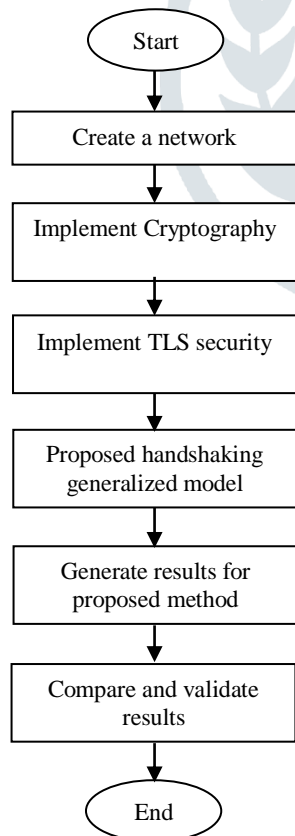 Start
Create a network
Implement Cryptography
Implement TLS security
Proposed handshaking
generalized model
Generate results for
proposed method
Compare and validate
results
End